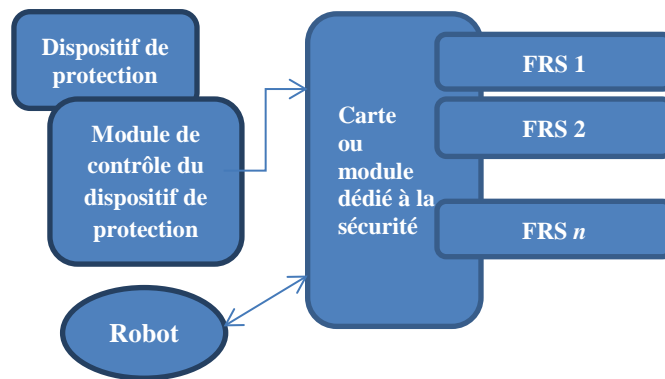 Dispositif de
protection
Module de
contrôle du
dispositif de
protection
Robot
Carte
ou
module
dédié à la
sécurité
FRS 1
FRS 2
FRS n